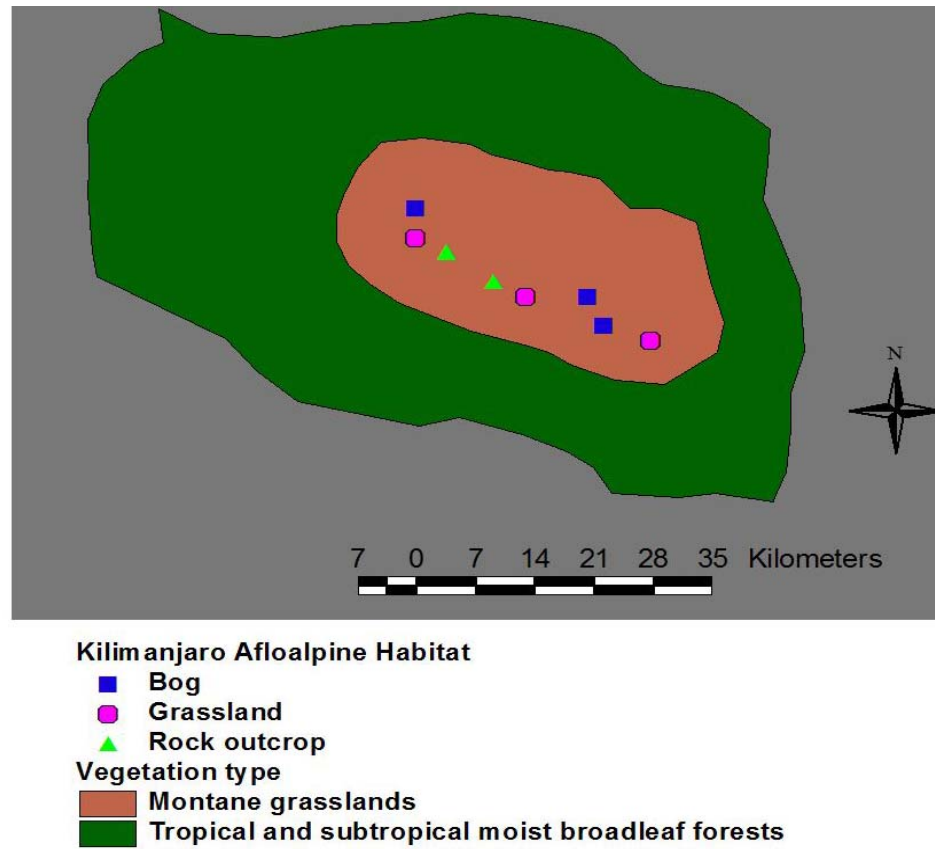 N
7 0 7 14 21 28 35 Kilometers
Kilimanjaro Afloalpine Habitat
Bog
Grassland
Rock outcrop
Vegetation type
Montane grasslands
Tropical and subtropical moist broadleaf forests